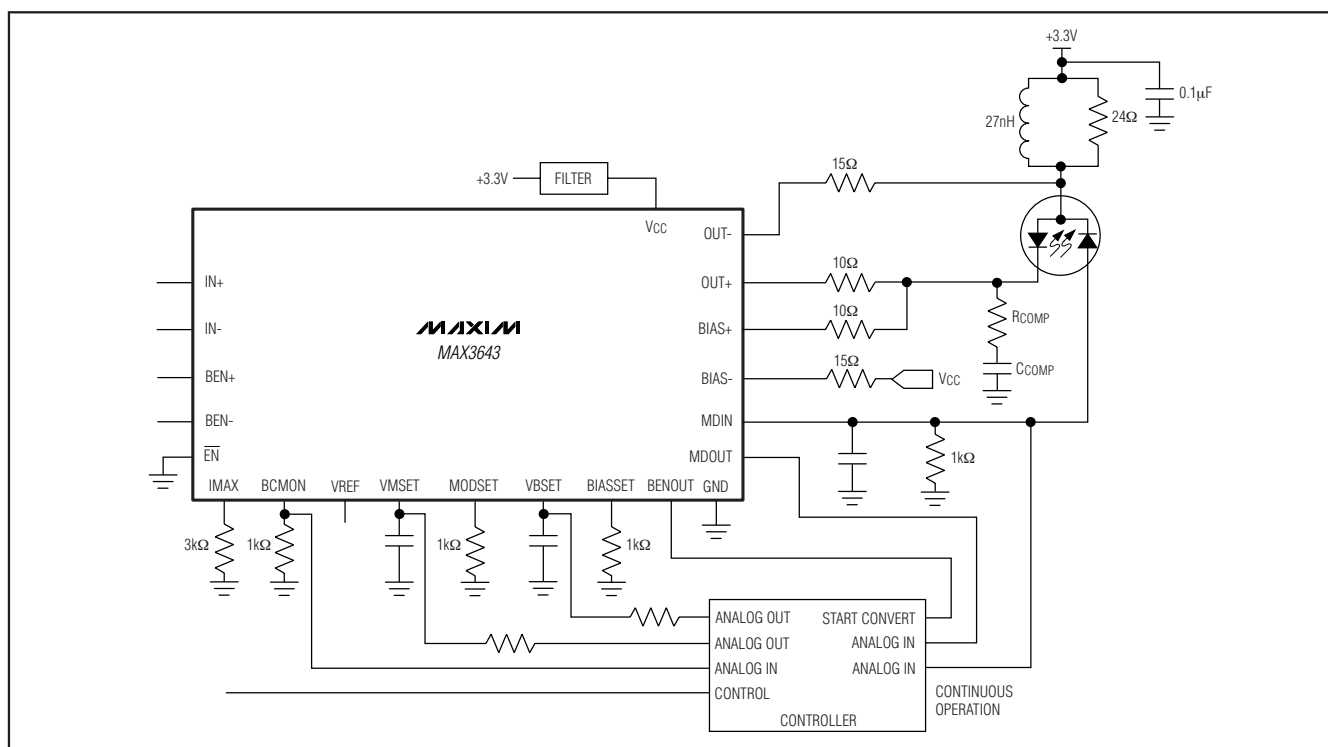 +3.3V
0.1µF
27nH
24Ω
15Ω
+3.3V
FILTER
VCC
OUT-
IN+
10Ω
OUT+
IN-
MAXIM
MAX3643
10Ω
BIAS+
RCOMP
BEN+
15Ω
BIAS-
VCC
CCOMP
BEN-
MDIN
EN
MDOUT
1kΩ
IMAX
BCMON
VREF
VMSET
MODSET
VBSET
BIASSET
BENOUT
GND
3kΩ
1kΩ
1kΩ
1kΩ
ANALOG OUT
START CONVERT
ANALOG OUT
ANALOG IN
ANALOG IN
ANALOG IN
CONTROL
CONTINUOUS
OPERATION
CONTROLLER